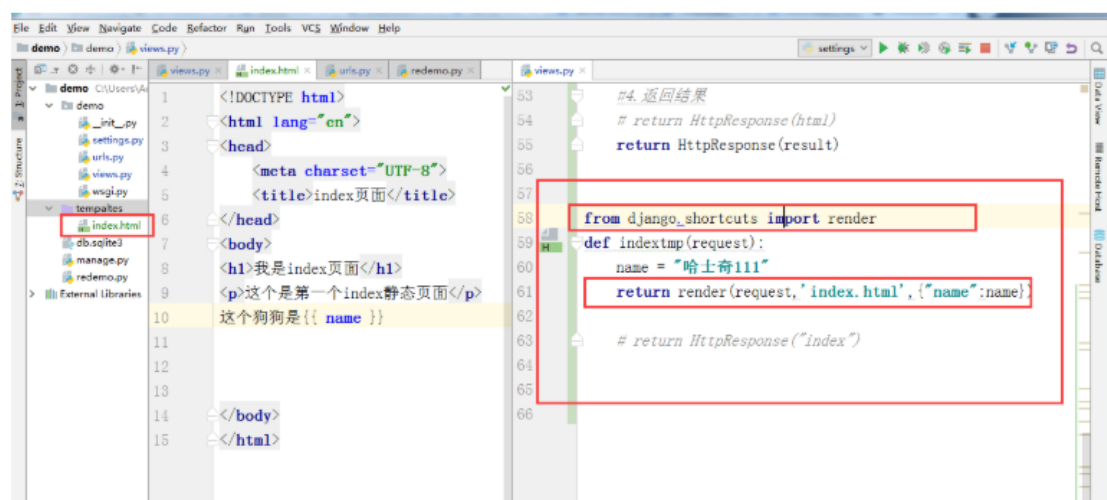 File Edit View Navigate Code Refactor Run Tools VCS Window Help
demo demo views.py
settings
views.py index.html urls.py redemo.py
views.py
1: Project
Z: Structure
demo C:\Users\A
demo
_init_.py
settings.py
urls.py
views.py
wsgi.py
tempaltes
index.html
db.sqlite3
manage.py
redemo.py
External Libraries
1 <!DOCTYPE html>
2 <html lang="en">
3 <head>
4 <meta charset="UTF-8">
5 <title>index页面</title>
6 </head>
7 <body>
8 <h1>我是index页面</h1>
9 <p>这个是第一个index静态页面</p>
10 这个狗狗是{{ name }}
11
12
13
14 </body>
15 </html>
53 #4.返回结果
54 # return HttpResponse(html)
55 return HttpResponse(result)
56
57
58 from django.shortcuts import render
59 def indextmp(request):
60 name = "哈士奇111"
61 return render(request,'index.html',{"name":name})
62
63 # return HttpResponse("index")
64
65
66
Data View
Remote Host
Database